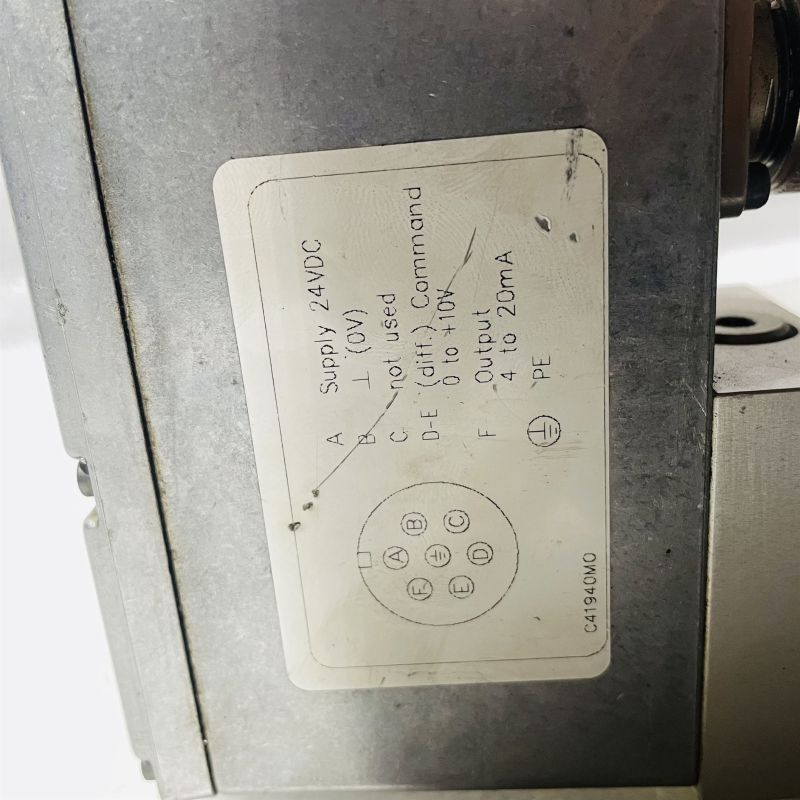 A Supply 24VDC
B ⊥ (0V)
C not used
D-E (diff.) Command
0 to +10V
F Output
4 to 20mA
PE
A
B
C
D
E
F
C41940M0